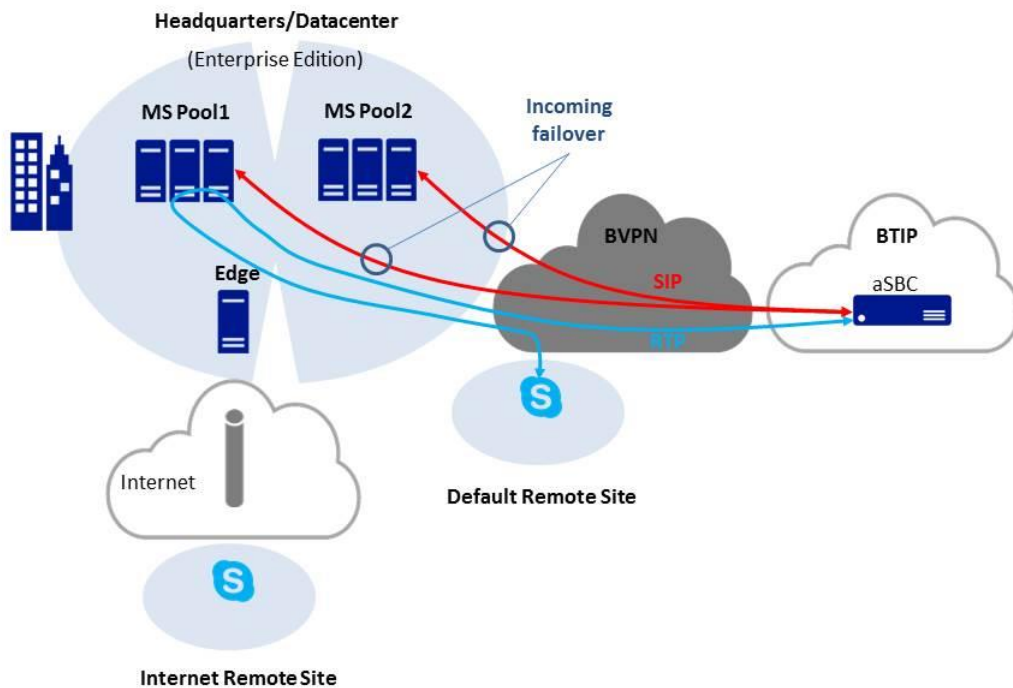 Headquarters/Datacenter
(Enterprise Edition)
MS Pool1
MS Pool2
Incoming
failover
BVPN
BTIP
Edge
SIP
aSBC
RTP
Internet
Default Remote Site
Internet Remote Site